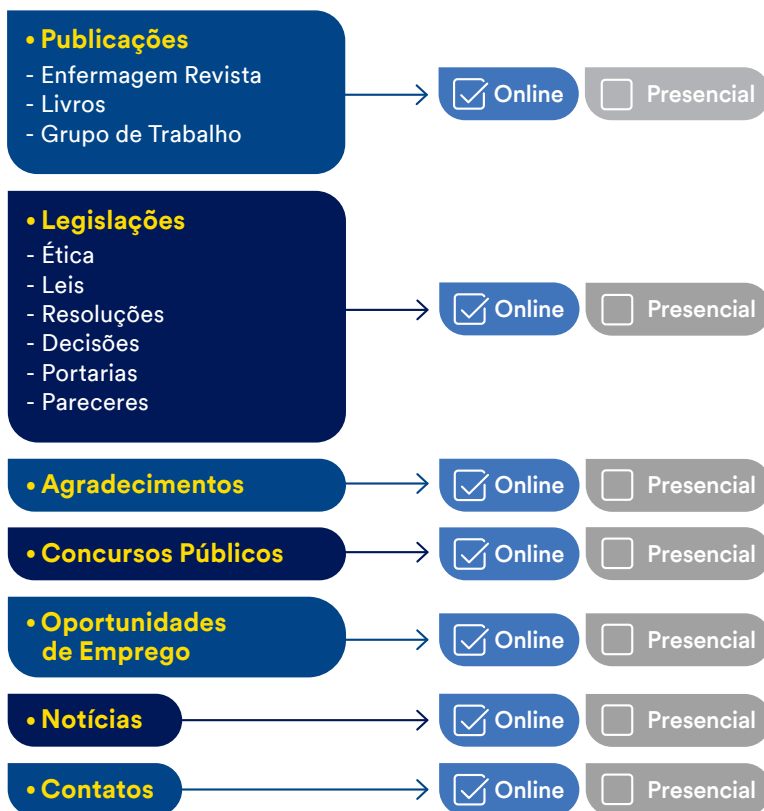 • Publicações
- Enfermagem Revista
- Livros
- Grupo de Trabalho
Online Presencial
• Legislações
- Ética
- Leis
- Resoluções
- Decisões
- Portarias
- Pareceres
Online Presencial
• Agradecimentos Online Presencial
• Concursos Públicos Online Presencial
• Oportunidades
de Emprego
Online Presencial
• Notícias Online Presencial
• Contatos Online Presencial